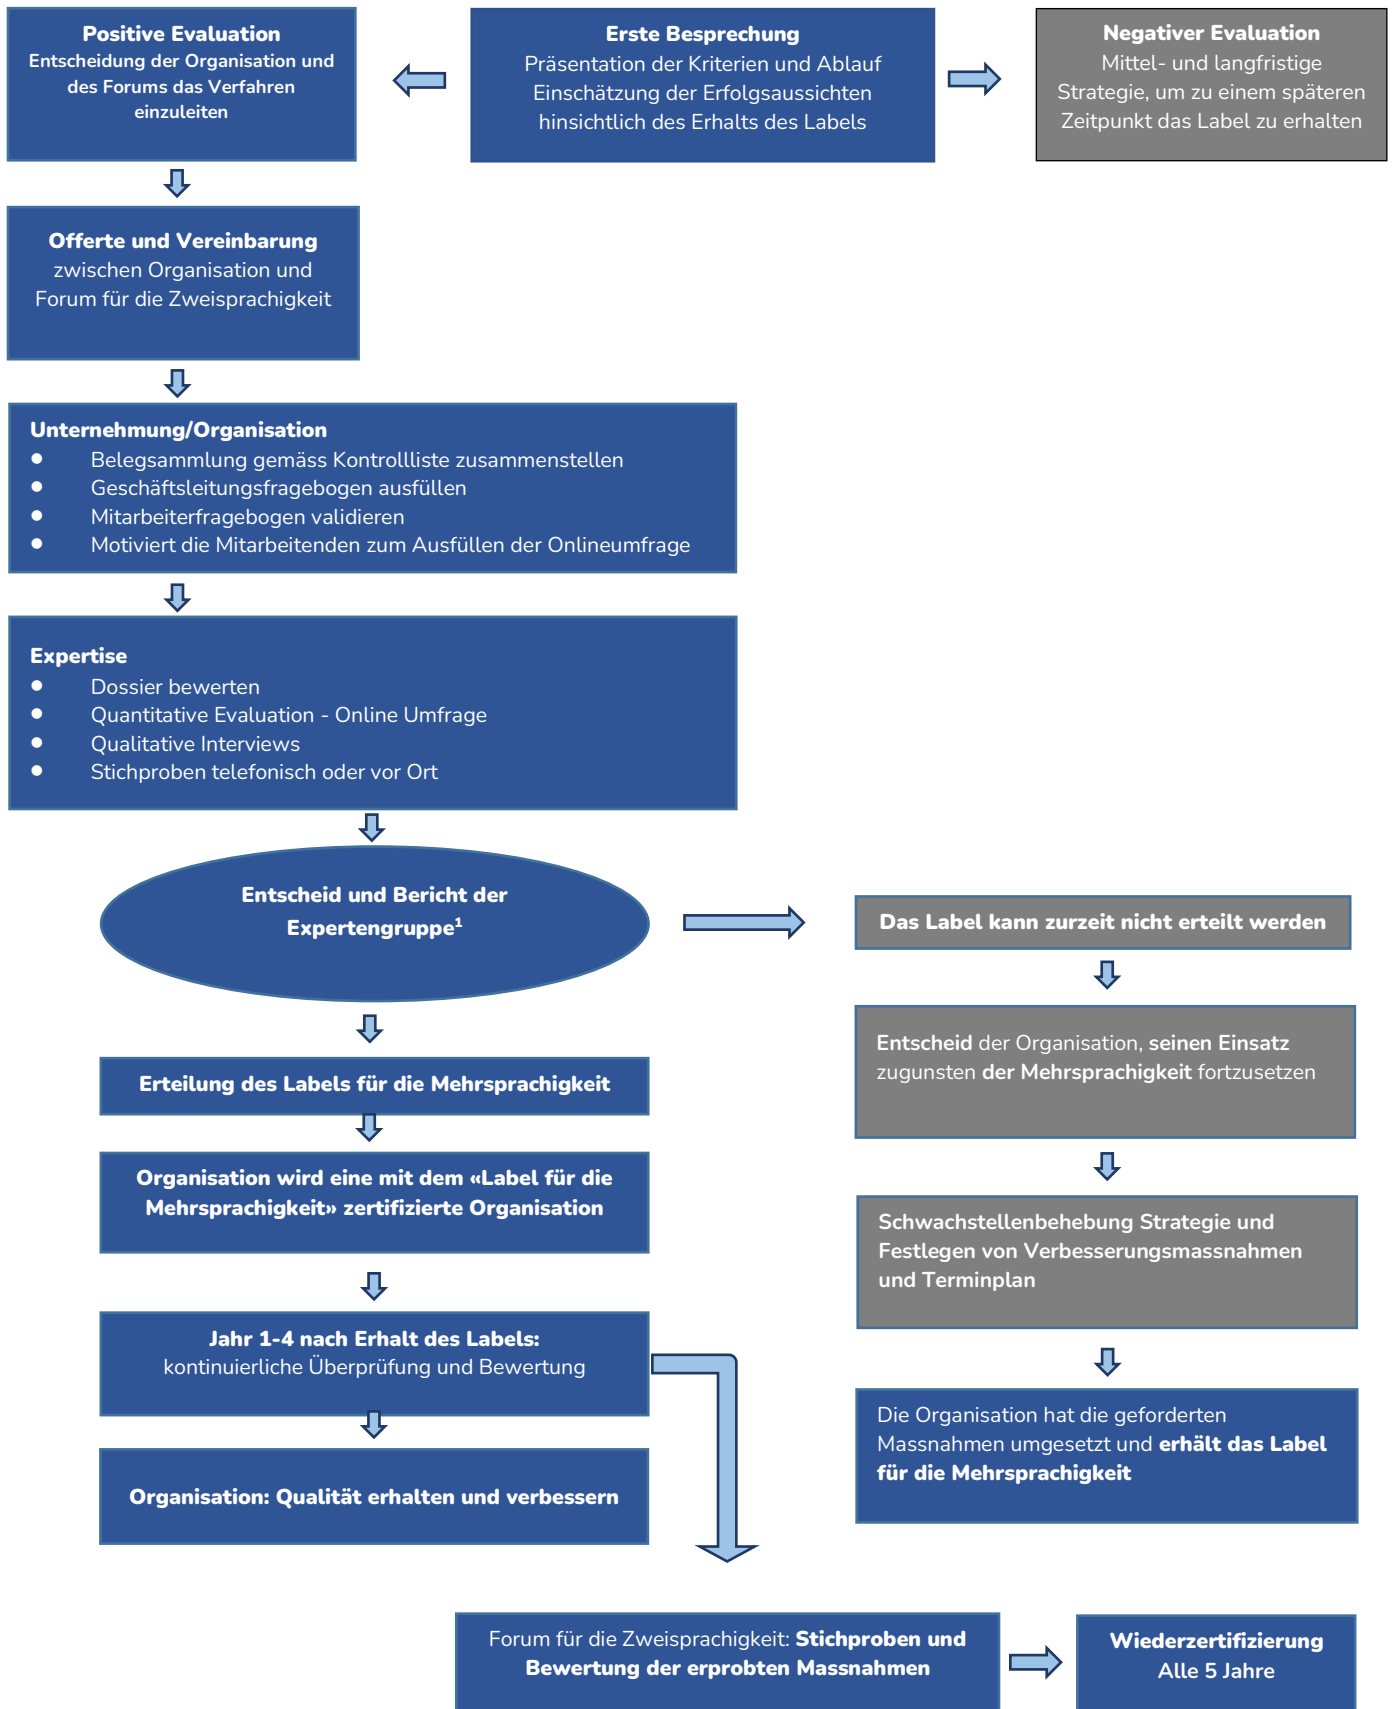 Positive Evaluation
Entscheidung der Organisation und
des Forums das Verfahren
einzuleiten
Erste Besprechung
Präsentation der Kriterien und Ablauf
Einschätzung der Erfolgsaussichten
hinsichtlich des Erhalts des Labels
Negativer Evaluation
Mittel- und langfristige
Strategie, um zu einem späteren
Zeitpunkt das Label zu erhalten
Offerte und Vereinbarung
zwischen Organisation und
Forum für die Zweisprachigkeit
Unternehmung/Organisation
● Belegsammlung gemäss Kontrollliste zusammenstellen
● Geschäftsleitungsfragebogen ausfüllen
● Mitarbeiterfragebogen validieren
● Motiviert die Mitarbeitenden zum Ausfüllen der Onlineumfrage
Expertise
● Dossier bewerten
● Quantitative Evaluation - Online Umfrage
● Qualitative Interviews
● Stichproben telefonisch oder vor Ort
Entscheid und Bericht der
Expertengruppe¹
Das Label kann zurzeit nicht erteilt werden
Entscheid der Organisation, seinen Einsatz
zugunsten der Mehrsprachigkeit fortzusetzen
Erteilung des Labels für die Mehrsprachigkeit
Organisation wird eine mit dem «Label für die
Mehrsprachigkeit» zertifizierte Organisation
Schwachstellenbehebung Strategie und
Festlegen von Verbesserungsmassnahmen
und Terminplan
Jahr 1-4 nach Erhalt des Labels:
kontinuierliche Überprüfung und Bewertung
Die Organisation hat die geforderten
Massnahmen umgesetzt und erhält das Label
für die Mehrsprachigkeit
Organisation: Qualität erhalten und verbessern
Forum für die Zweisprachigkeit: Stichproben und
Bewertung der erprobten Massnahmen
Wiederzertifizierung
Alle 5 Jahre